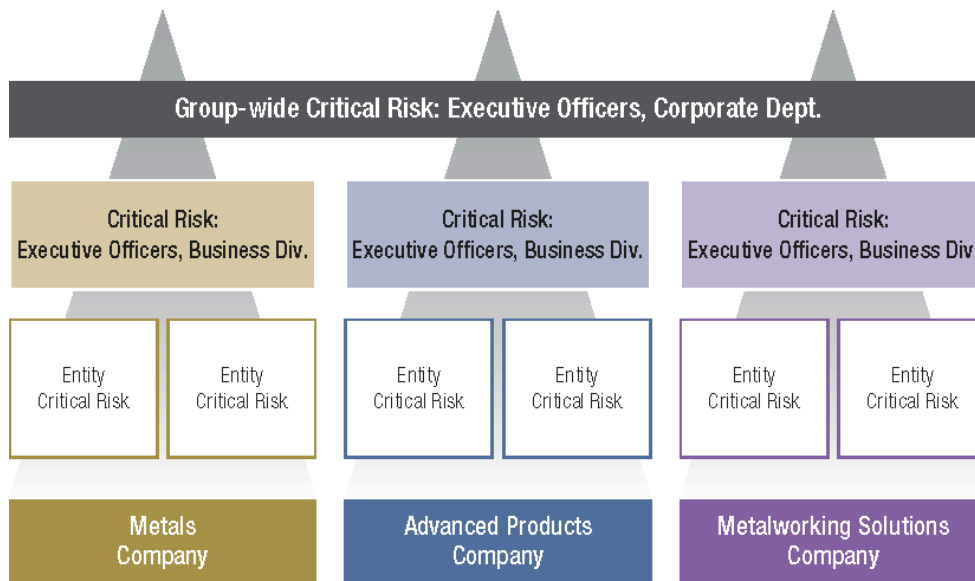 Group-wide Critical Risk: Executive Officers, Corporate Dept.
Critical Risk:
Executive Officers, Business Div.
Critical Risk:
Executive Officers, Business Div.
Critical Risk:
Executive Officers, Business Div
Entity
Critical Risk
Entity
Critical Risk
Entity
Critical Risk
Entity
Critical Risk
Entity
Critical Risk
Entity
Critical Risk
Metals
Company
Advanced Products
Company
Metalworking Solutions
Company